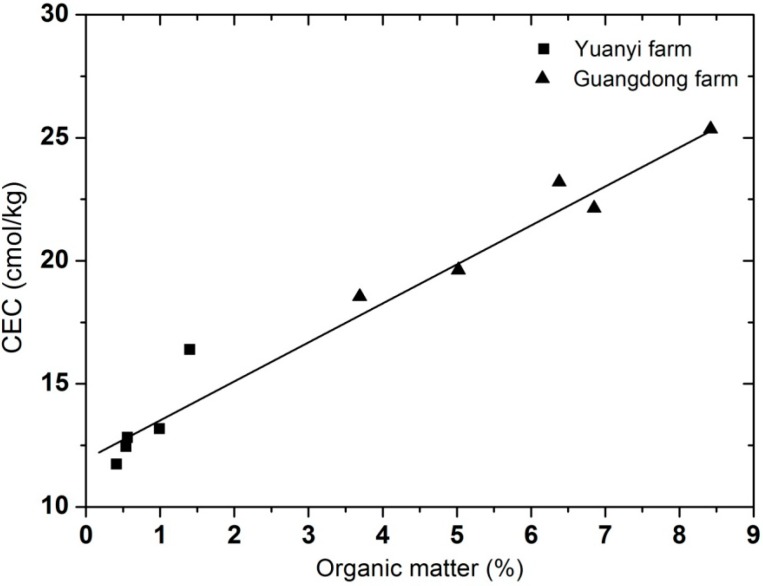 30
25
20
15
10
CEC (cmol/kg)
Yuanyi farm
Guangdong farm
0 1 2 3 4 5 6 7 8 9
Organic matter (%)